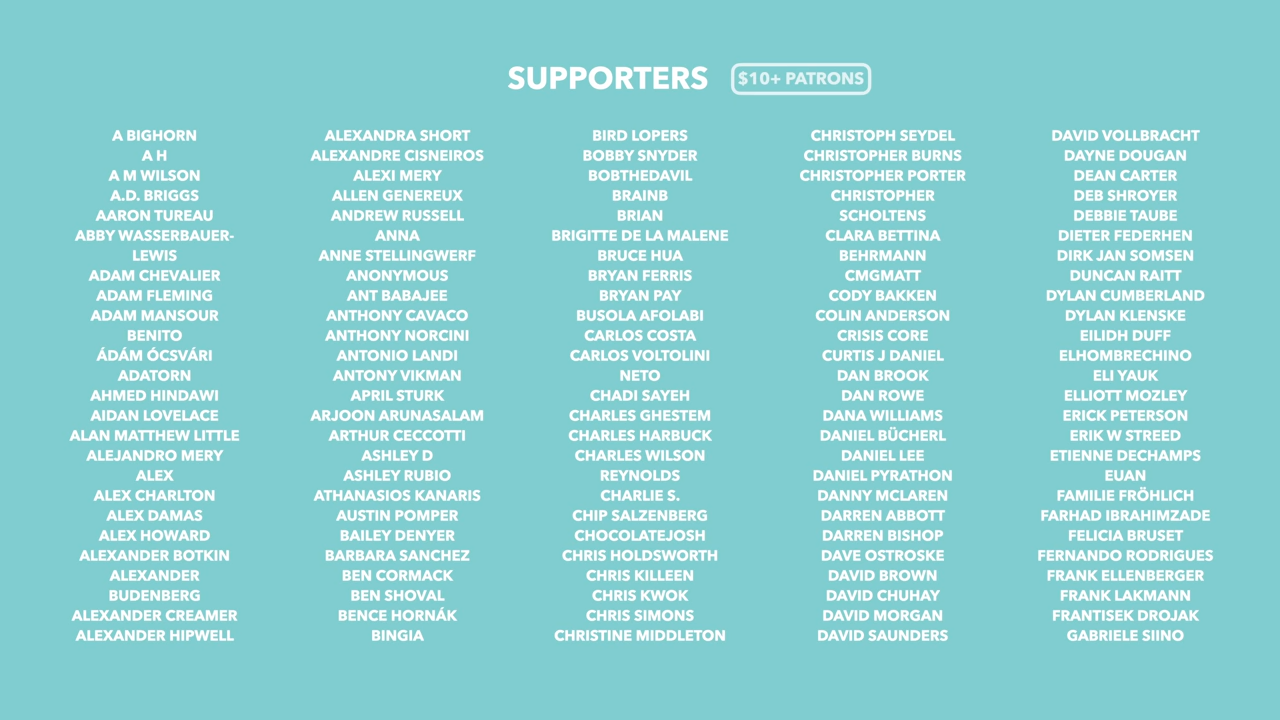 SUPPORTERS $10+ PATRONS
A BIGHORN
A H
A M WILSON
A.D. BRIGGS
AARON TUREAU
ABBY WASSERBAUER-
LEWIS
ADAM CHEVALIER
ADAM FLEMING
ADAM MANSOUR
BENITO
ÁDÁM ÓCSVÁRI
ADATORN
AHMED HINDAWI
AIDAN LOVELACE
ALAN MATTHEW LITTLE
ALEJANDRO MERY
ALEX
ALEX CHARLTON
ALEX DAMAS
ALEX HOWARD
ALEXANDER BOTKIN
ALEXANDER
BUDENBERG
ALEXANDER CREAMER
ALEXANDER HIPWELL
ALEXANDRA SHORT
ALEXANDRE CISNEIROS
ALEXI MERY
ALLEN GENEREUX
ANDREW RUSSELL
ANNA
ANNE STELLINGWERF
ANONYMOUS
ANT BABAJEE
ANTHONY CAVACO
ANTHONY NORCINI
ANTONIO LANDI
ANTONY VIKMAN
APRIL STURK
ARJOON ARUNASALAM
ARTHUR CECCOTTI
ASHLEY D
ASHLEY RUBIO
ATHANASIOS KANARIS
AUSTIN POMPER
BAILEY DENYER
BARBARA SANCHEZ
BEN CORMACK
BEN SHOVAL
BENCE HORNÁK
BINGIA
BIRD LOPERS
BOBBY SNYDER
BOBTHEDAVIL
BRAINB
BRIAN
BRIGITTE DE LA MALENE
BRUCE HUA
BRYAN FERRIS
BRYAN PAY
BUSOLA AFOLABI
CARLOS COSTA
CARLOS VOLTOLINI
NETO
CHADI SAYEH
CHARLES GHESTEM
CHARLES HARBUCK
CHARLES WILSON
REYNOLDS
CHARLIE S.
CHIP SALZENBERG
CHOCOLATEJOSH
CHRIS HOLDSWORTH
CHRIS KILLEEN
CHRIS KWOK
CHRIS SIMONS
CHRISTINE MIDDLETON
CHRISTOPH SEYDEL
CHRISTOPHER BURNS
CHRISTOPHER PORTER
CHRISTOPHER
SCHOLTENS
CLARA BETTINA
BEHRMANN
CMGMATT
CODY BAKKEN
COLIN ANDERSON
CRISIS CORE
CURTIS J DANIEL
DAN BROOK
DAN ROWE
DANA WILLIAMS
DANIEL BÜCHERL
DANIEL LEE
DANIEL PYRATHON
DANNY MCLAREN
DARREN ABBOTT
DARREN BISHOP
DAVE OSTROSKE
DAVID BROWN
DAVID CHUHAY
DAVID MORGAN
DAVID SAUNDERS
DAVID VOLLBRACHT
DAYNE DOUGAN
DEAN CARTER
DEB SHROYER
DEBBIE TAUBE
DIETER FEDERHEN
DIRK JAN SOMSEN
DUNCAN RAITT
DYLAN CUMBERLAND
DYLAN KLENSKE
EILIDH DUFF
ELHOMBRECHINO
ELI YAUK
ELLIOTT MOZLEY
ERICK PETERSON
ERIK W STREED
ETIENNE DECHAMPS
EUAN
FAMILIE FRÖHLICH
FARHAD IBRAHIMZADE
FELICIA BRUSET
FERNANDO RODRIGUES
FRANK ELLENBERGER
FRANK LAKMANN
FRANTISEK DROJAK
GABRIELE SIINO